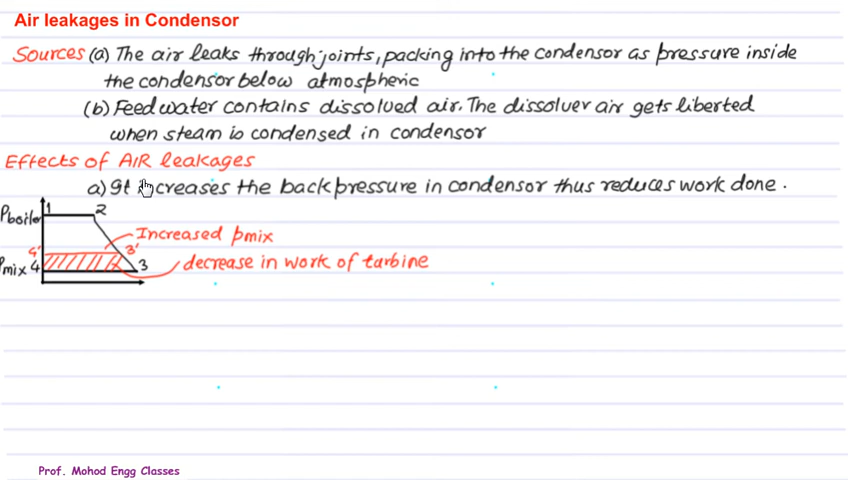 Air leakages in Condensor
Sources (a) The air leaks through joints, packing into the condensor as pressure inside
the condensor below atmospheric
(b) Feed water contains dissolved air. The dissolver air gets liberted
when steam is condensed in condensor
Effects of AIR leakages
a) It increases the back pressure in condensor thus reduces work done.
Pboiler 1 2
Increased pmix
4' 3'
Pmix 4 3 decrease in work of turbine
Prof. Mohod Engg Classes